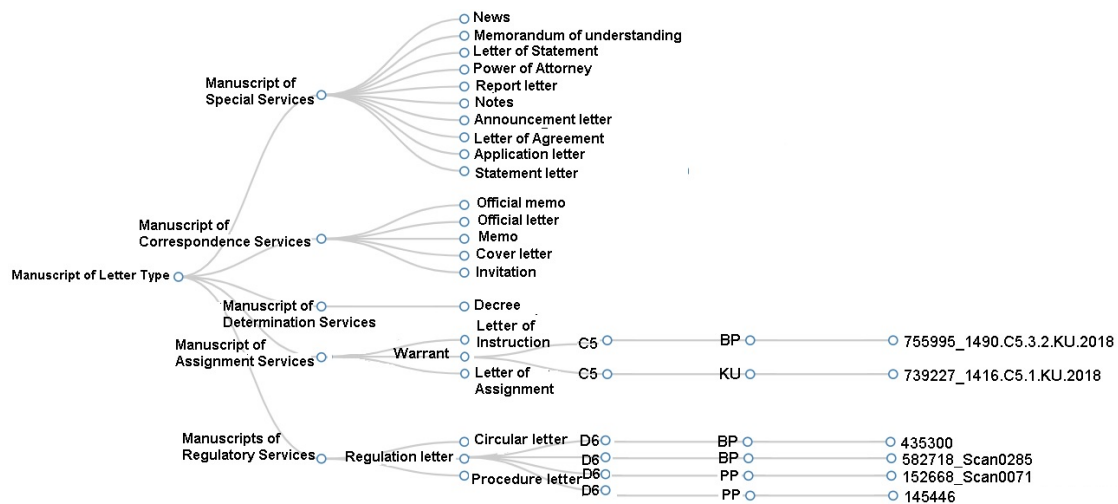 News
Memorandum of understanding
Letter of Statement
Power of Attorney
Manuscript of
Special Services
Report letter
Notes
Announcement letter
Letter of Agreement
Application letter
Statement letter
Official memo
Official letter
Manuscript of
Correspondence Services
Memo
Cover letter
Invitation
Manuscript of Letter Type
Manuscript of
Determination Services
Decree
Manuscript of
Assignment Services
Letter of
Instruction
Warrant
Letter of
Assignment
C5 BP 755995_1490.C5.3.2.KU.2018
C5 KU 739227_1416.C5.1.KU.2018
Manuscripts of
Regulatory Services
Circular letter
Regulation letter
Procedure letter
D6 BP 435300
D6 BP 582718_Scan0285
D6 PP 152668_Scan0071
D6 PP 145446